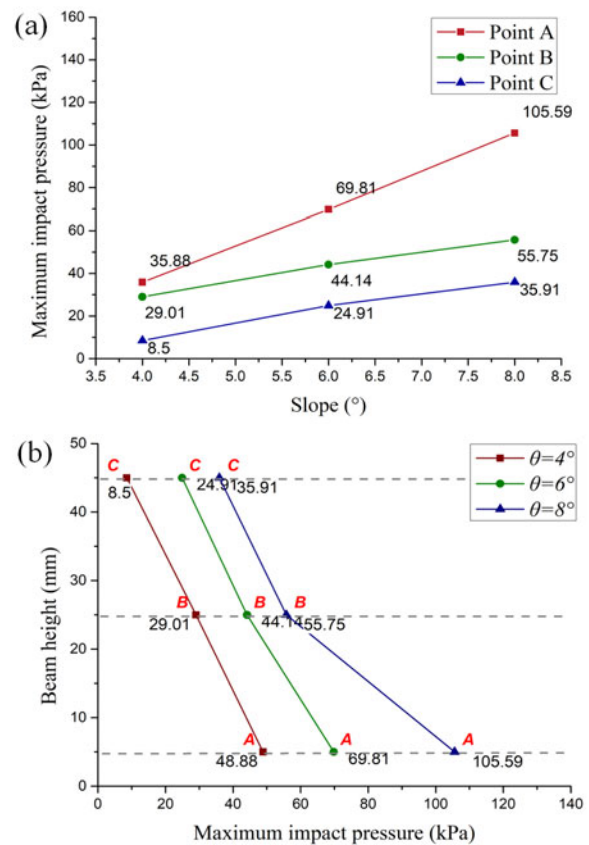 (a)
160
140
120
100
80
60
40
20
0
Maximum impact pressure (kPa)
Point A
Point B
Point C
105.59
69.81
35.88
55.75
44.14
29.01
35.91
24.91
8.5
3.5 4.0 4.5 5.0 5.5 6.0 6.5 7.0 7.5 8.0 8.5
Slope (°)
(b)
50
40
30
20
10
0
Beam height (mm)
θ=4°
θ=6°
θ=8°
C C C
8.5 24.91 35.91
B B B
29.01 44.14 55.75
A A A
48.88 69.81 105.59
0 20 40 60 80 100 120 140
Maximum impact pressure (kPa)